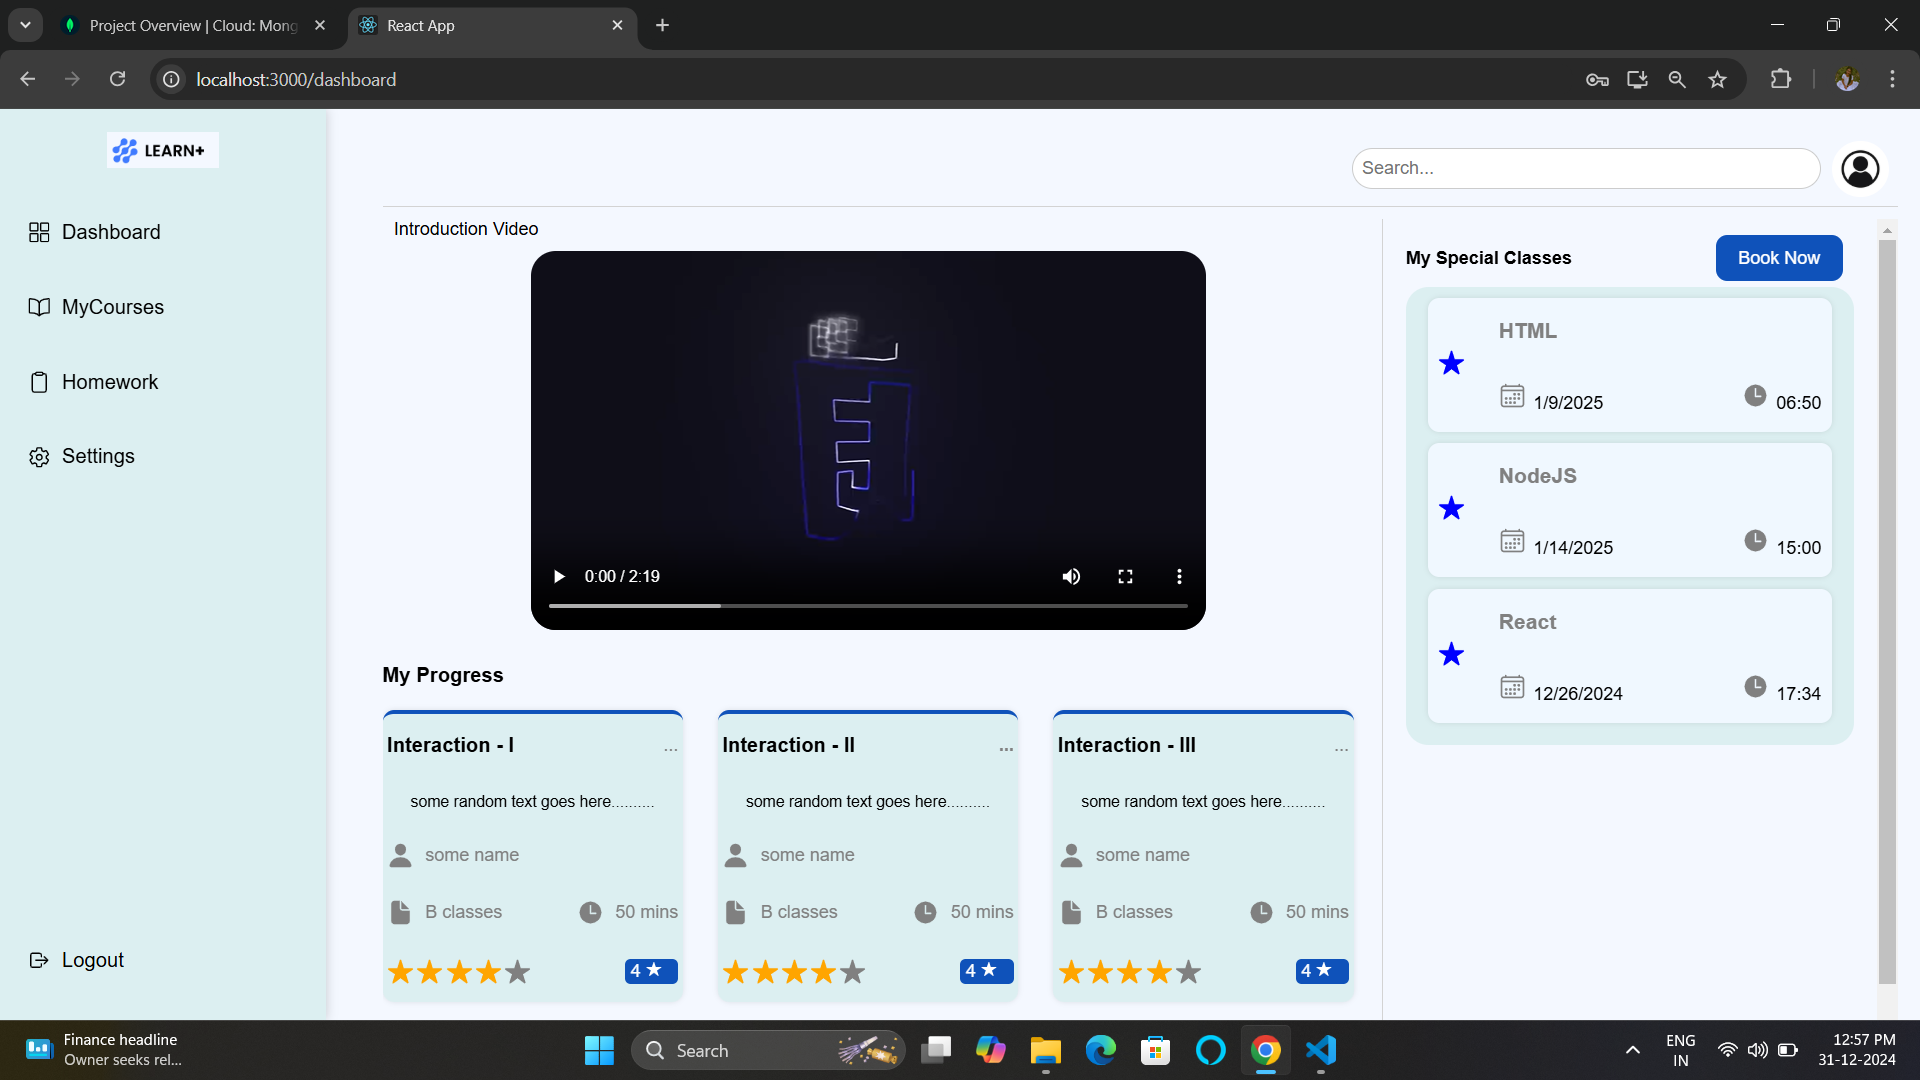 Project Overview | Cloud: Mong
React App
localhost:3000/dashboard
LEARN+
Dashboard
MyCourses
Homework
Settings
Logout
Search...
Introduction Video
0:00 / 2:19
My Special Classes
Book Now
HTML
1/9/2025
06:50
NodeJS
1/14/2025
15:00
React
12/26/2024
17:34
My Progress
Interaction - I
...
some random text goes here..........
some name
B classes
50 mins
4
Interaction - II
...
some random text goes here..........
some name
B classes
50 mins
4
Interaction - III
...
some random text goes here..........
some name
B classes
50 mins
4
Finance headline
Owner seeks rel...
Search
ENG
IN
12:57 PM
31-12-2024